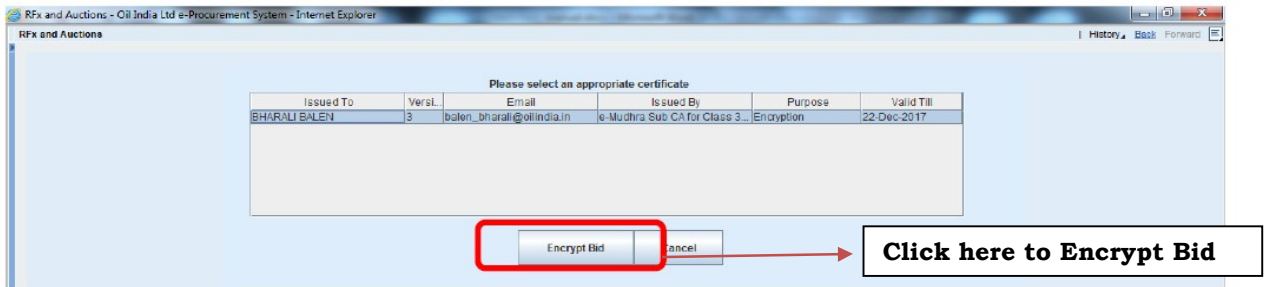 RFx and Auctions - Oil India Ltd e-Procurement System - Internet Explorer
RFx and Auctions | History Back Forward
Please select an appropriate certificate
Issued To Versi... Email Issued By Purpose Valid Till
BHARALI BALEN 3 balen_bharali@oilindia.in e-Mudhra Sub CA for Class 3... Encryption 22-Dec-2017
Encrypt Bid Cancel
Click here to Encrypt Bid